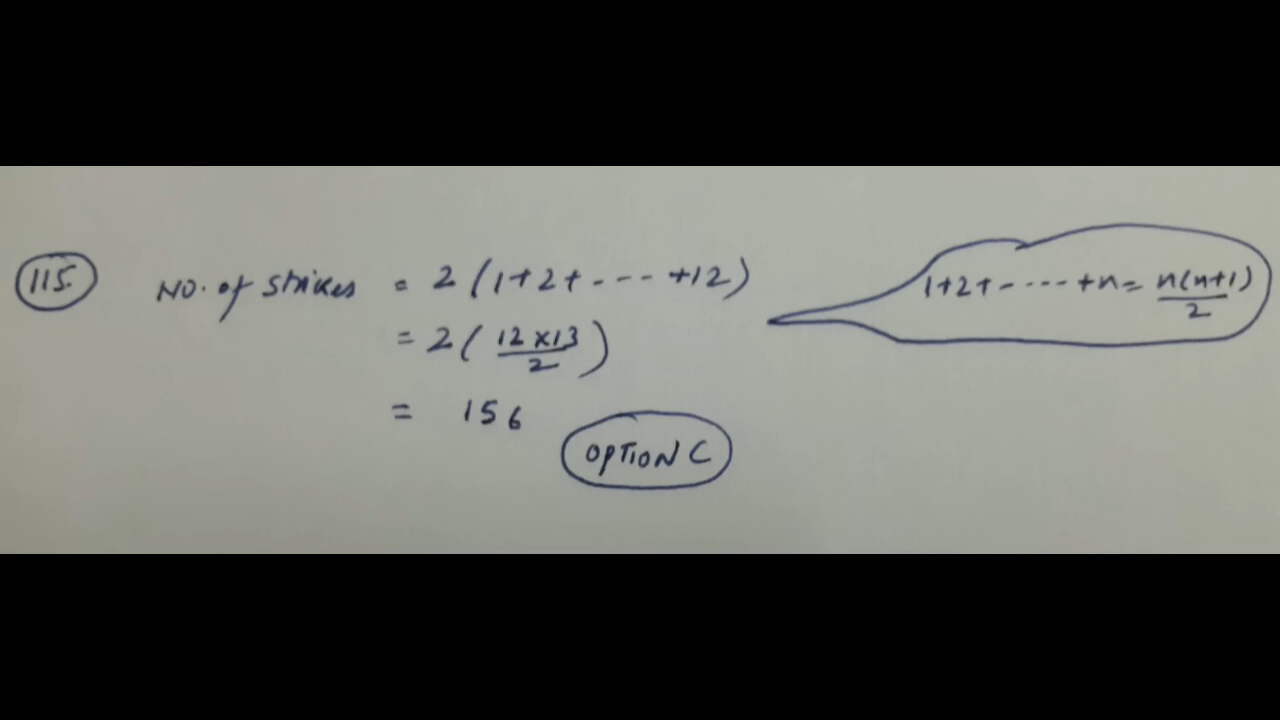 115. No. of strikes = 2 (1+2+----+12)
1+2+-----+n = n(n+1)/2
= 2 (12×13/2)
= 156
OPTION C